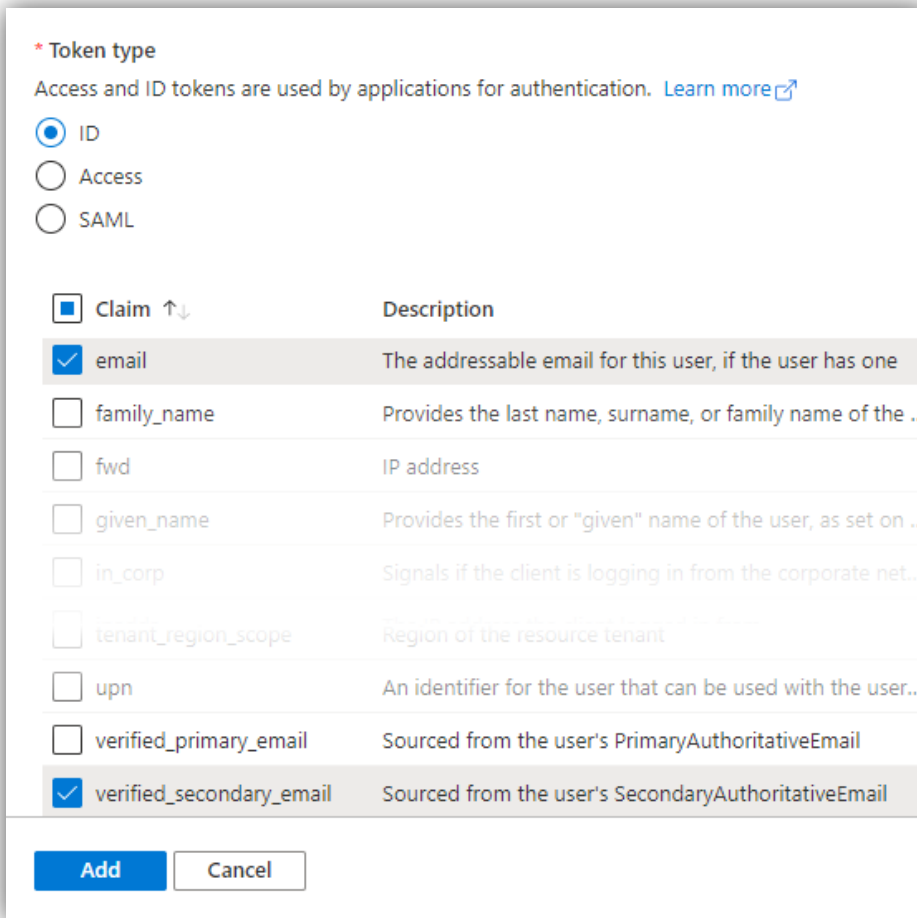 * Token type
Access and ID tokens are used by applications for authentication. Learn more
ID
Access
SAML
Claim ↑↓ Description
email The addressable email for this user, if the user has one
family_name Provides the last name, surname, or family name of the ..
fwd IP address
given_name Provides the first or "given" name of the user, as set on ..
in_corp Signals if the client is logging in from the corporate net..
tenant_region_scope Region of the resource tenant
upn An identifier for the user that can be used with the user..
verified_primary_email Sourced from the user's PrimaryAuthoritativeEmail
verified_secondary_email Sourced from the user's SecondaryAuthoritativeEmail
Add Cancel